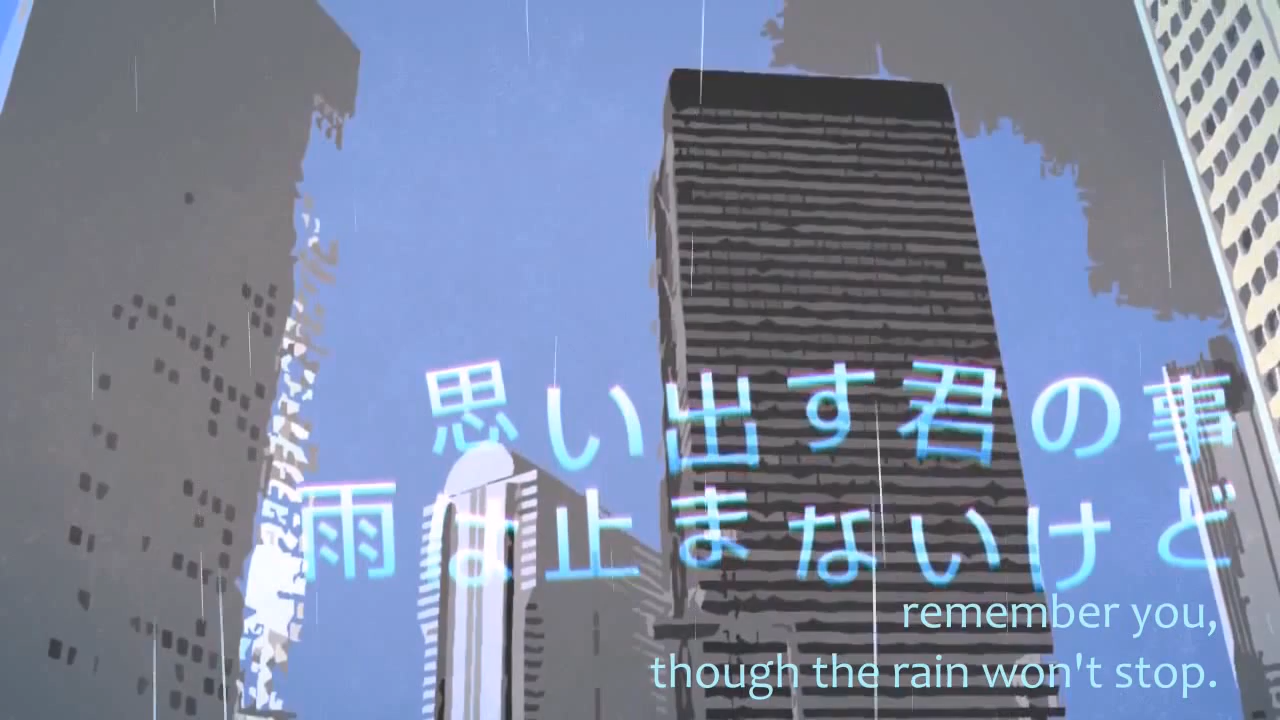 思い出す君の事
雨は止まないけど
remember you,
though the rain won't stop.